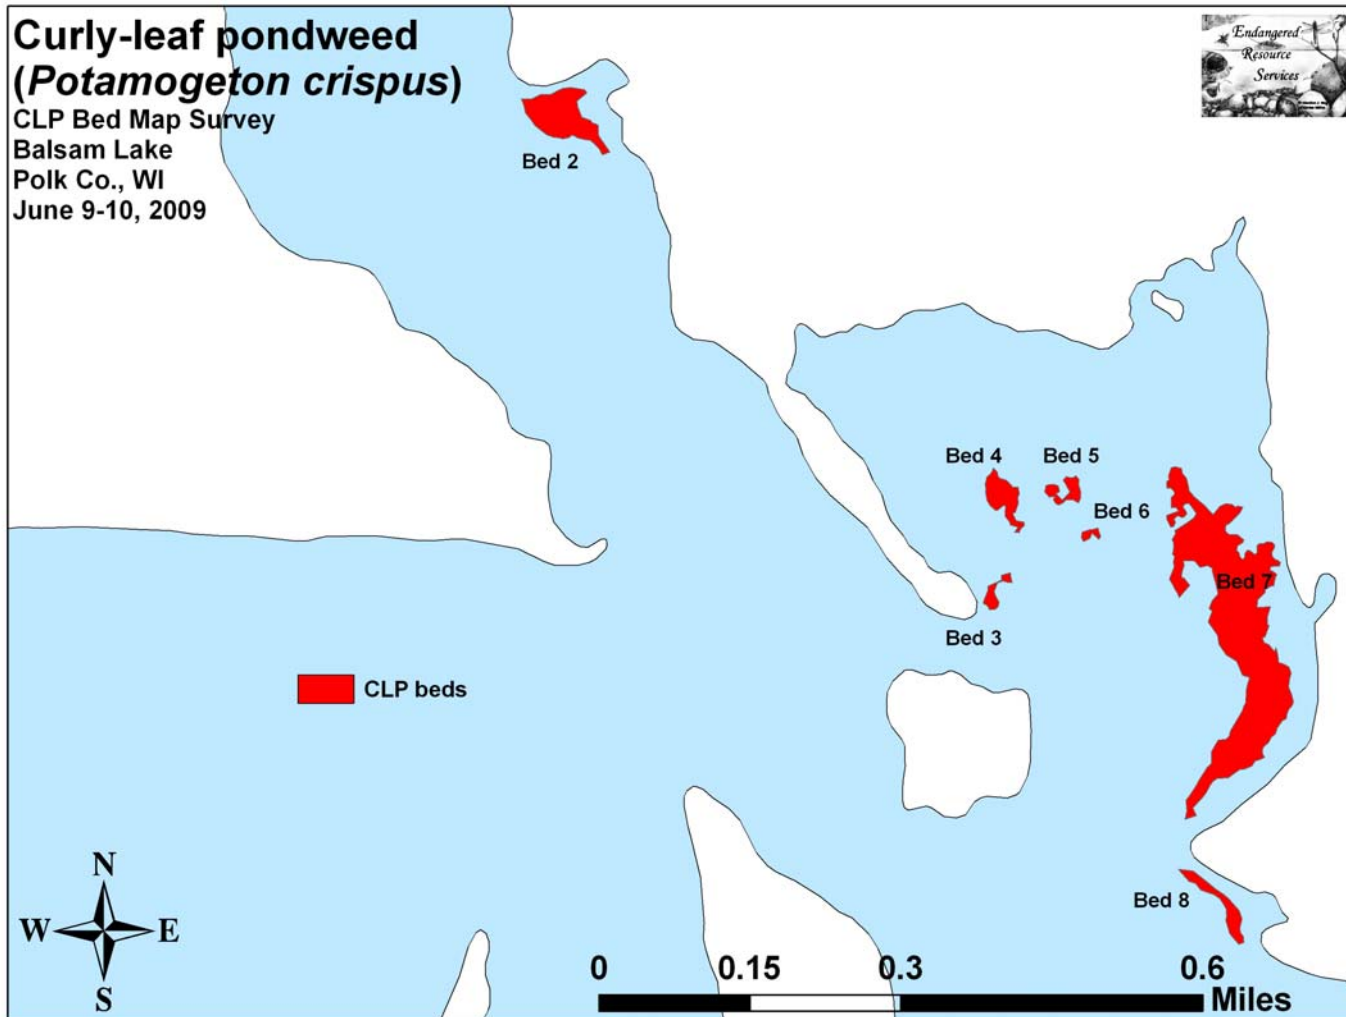 Curly-leaf pondweed
(Potamogeton crispus)
CLP Bed Map Survey
Balsam Lake
Polk Co., WI
June 9-10, 2009
Endangered
Resource
Services
Bed 2
Bed 4
Bed 5
Bed 6
Bed 7
Bed 3
CLP beds
Bed 8
N
W
E
S
0 0.15 0.3 0.6
Miles